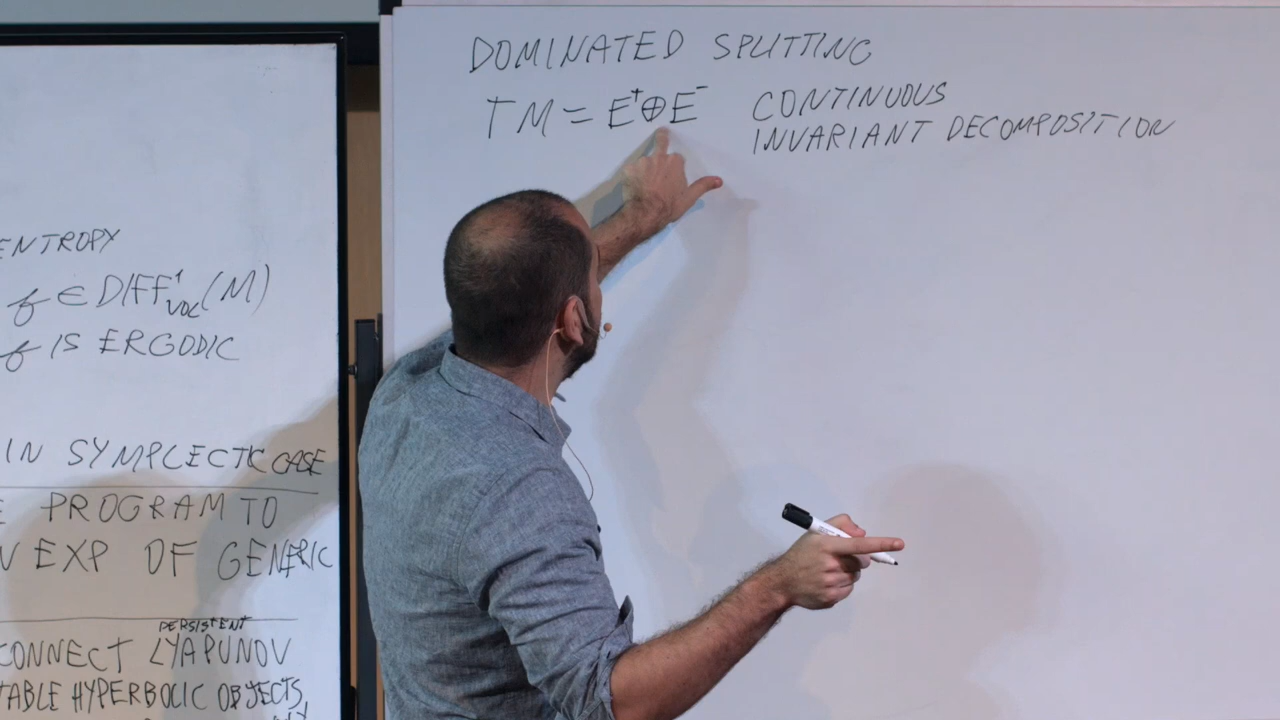 ENTROPY
f ∈ DIFF¹VOL(M)
f IS ERGODIC
IN SYMPLECTIC CASE
PROGRAM TO
EXP OF GENERIC
PERSISTENT
CONNECT LYAPUNOV
HYPERBOLIC OBJECTS
DOMINATED SPLITTING
TM = E⁺⊕E⁻ CONTINUOUS
INVARIANT DECOMPOSITION